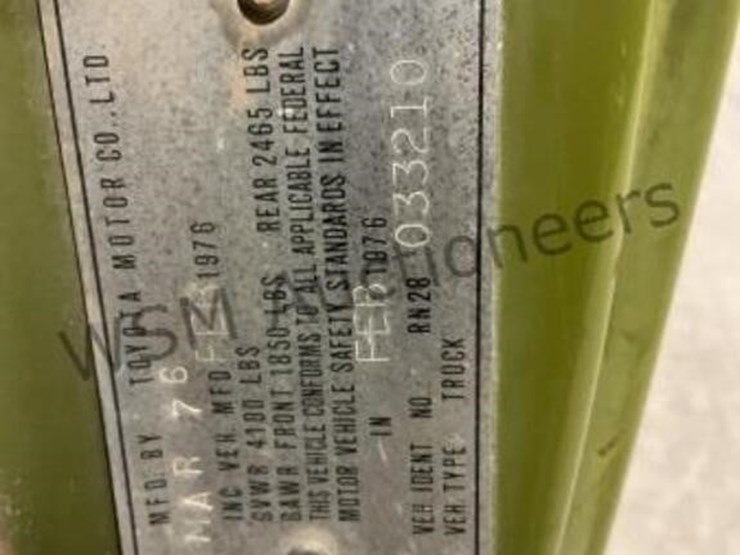 MFD. BY TOYOTA MOTOR CO., LTD
MAR 76
INC VEH MFD FEB 1976
GVWR 4100 LBS
GAWR FRONT 1850 LBS REAR 2465 LBS
THIS VEHICLE CONFORMS TO ALL APPLICABLE FEDERAL
MOTOR VEHICLE SAFETY STANDARDS IN EFFECT
IN FEB 1976
VEH IDENT NO. RN28 033210
VEH TYPE TRUCK
WSM Auctioneers